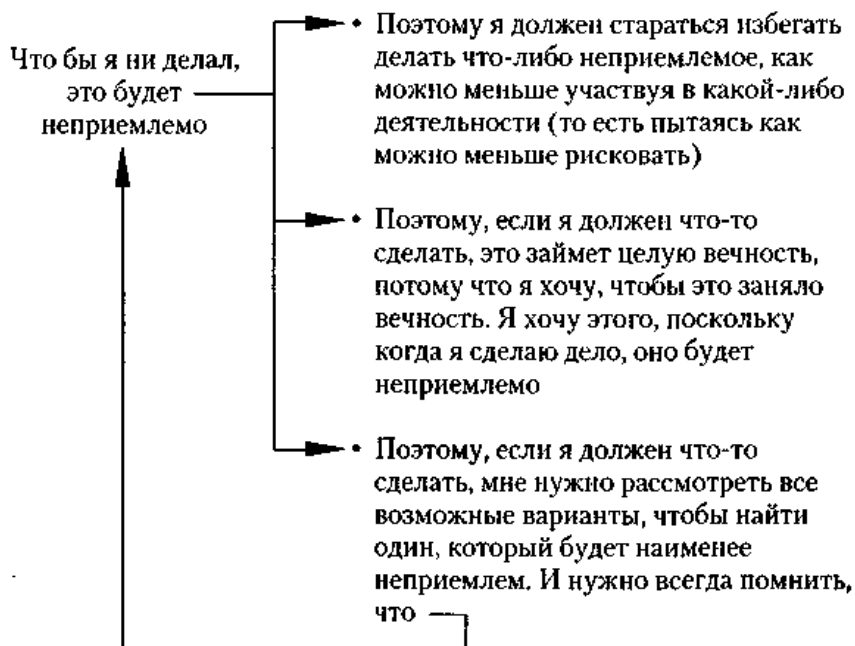 Что бы я ни делал,
это будет
неприемлемо
• Поэтому я должен стараться избегать
делать что-либо неприемлемое, как
можно меньше участвуя в какой-либо
деятельности (то есть пытаясь как
можно меньше рисковать)
• Поэтому, если я должен что-то
сделать, это займет целую вечность,
потому что я хочу, чтобы это заняло
вечность. Я хочу этого, поскольку
когда я сделаю дело, оно будет
неприемлемо
• Поэтому, если я должен что-то
сделать, мне нужно рассмотреть все
возможные варианты, чтобы найти
один, который будет наименее
неприемлем. И нужно всегда помнить,
что